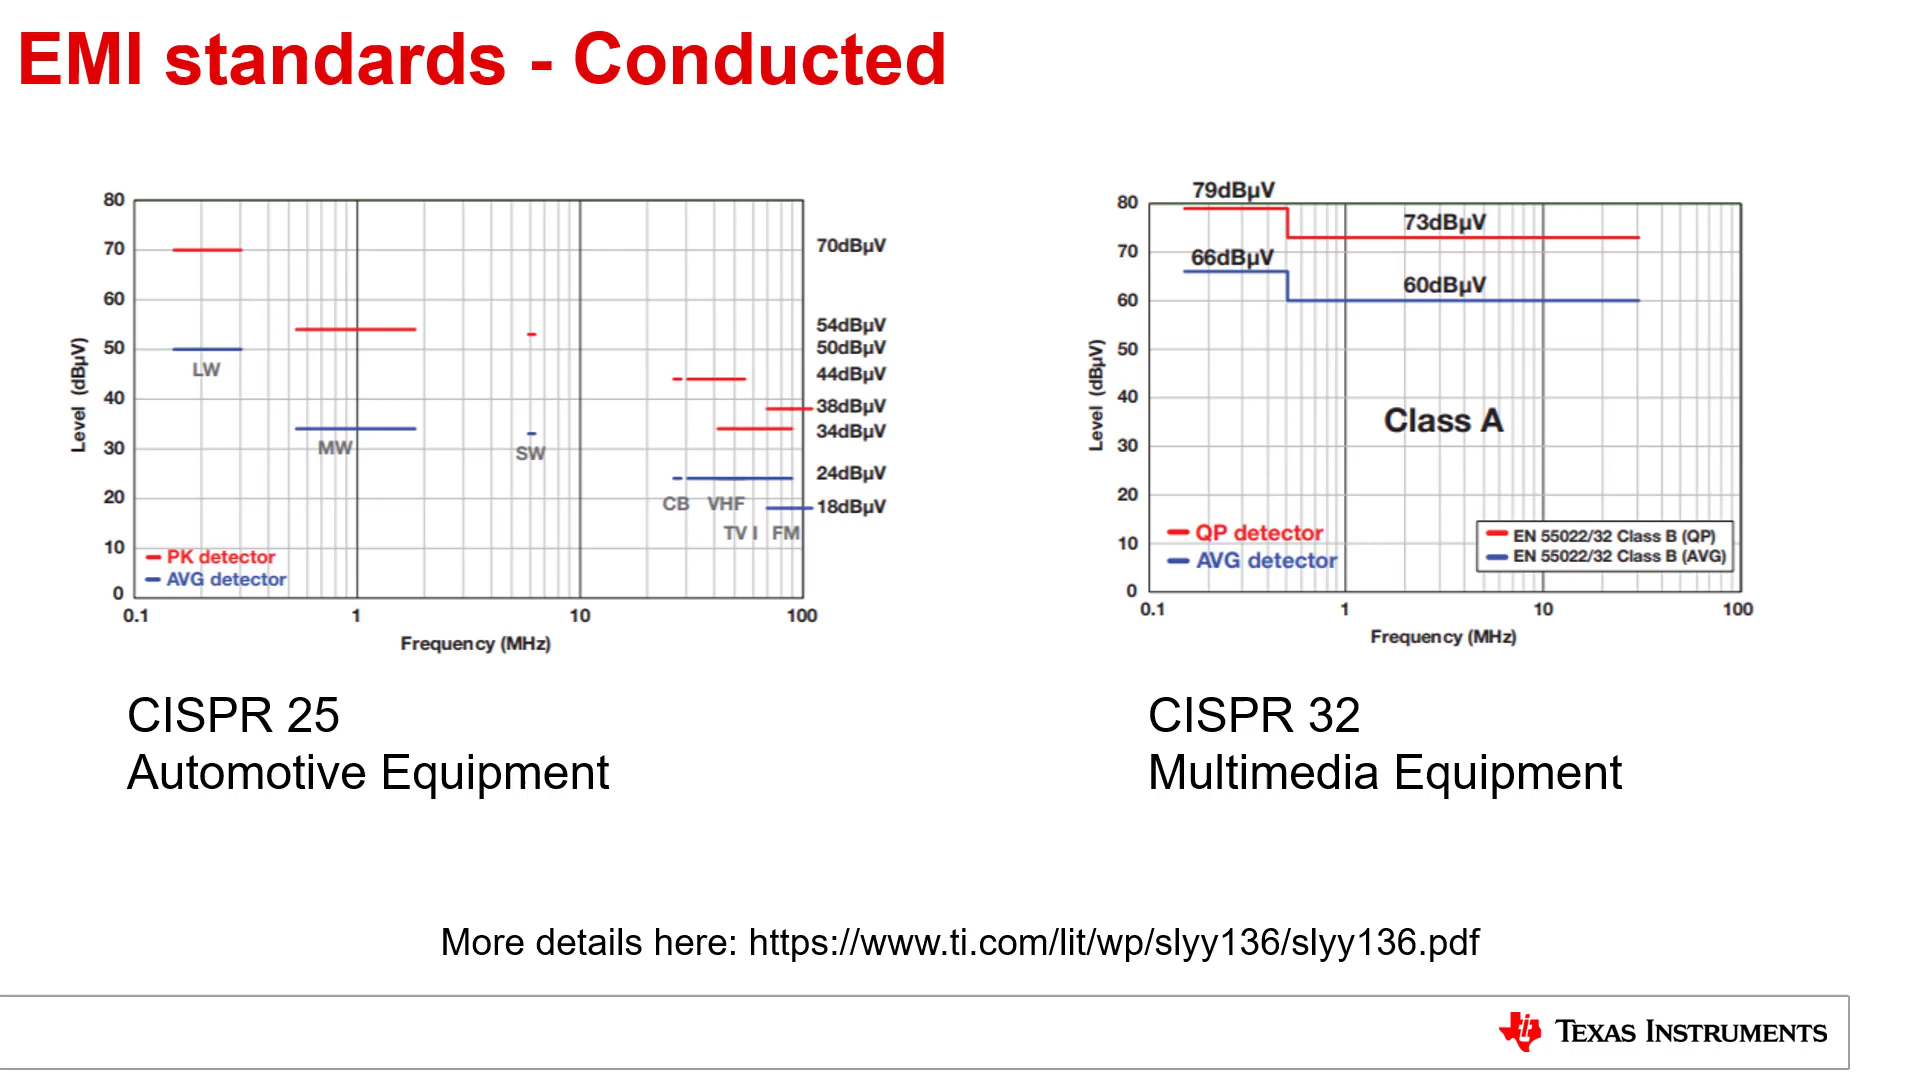 EMI standards - Conducted
80
70
60
50
40
30
20
10
0
Level (dBµV)
70dBµV
54dBµV
50dBµV
44dBµV
38dBµV
34dBµV
24dBµV
18dBµV
LW
MW
SW
CB VHF
TV I FM
PK detector
AVG detector
0.1 1 10 100
Frequency (MHz)
CISPR 25
Automotive Equipment
79dBµV
73dBµV
66dBµV
60dBµV
80
70
60
50
40
30
20
10
0
Level (dBµV)
Class A
QP detector
AVG detector
EN 55022/32 Class B (QP)
EN 55022/32 Class B (AVG)
0.1 1 10 100
Frequency (MHz)
CISPR 32
Multimedia Equipment
More details here: https://www.ti.com/lit/wp/slyy136/slyy136.pdf
TEXAS INSTRUMENTS